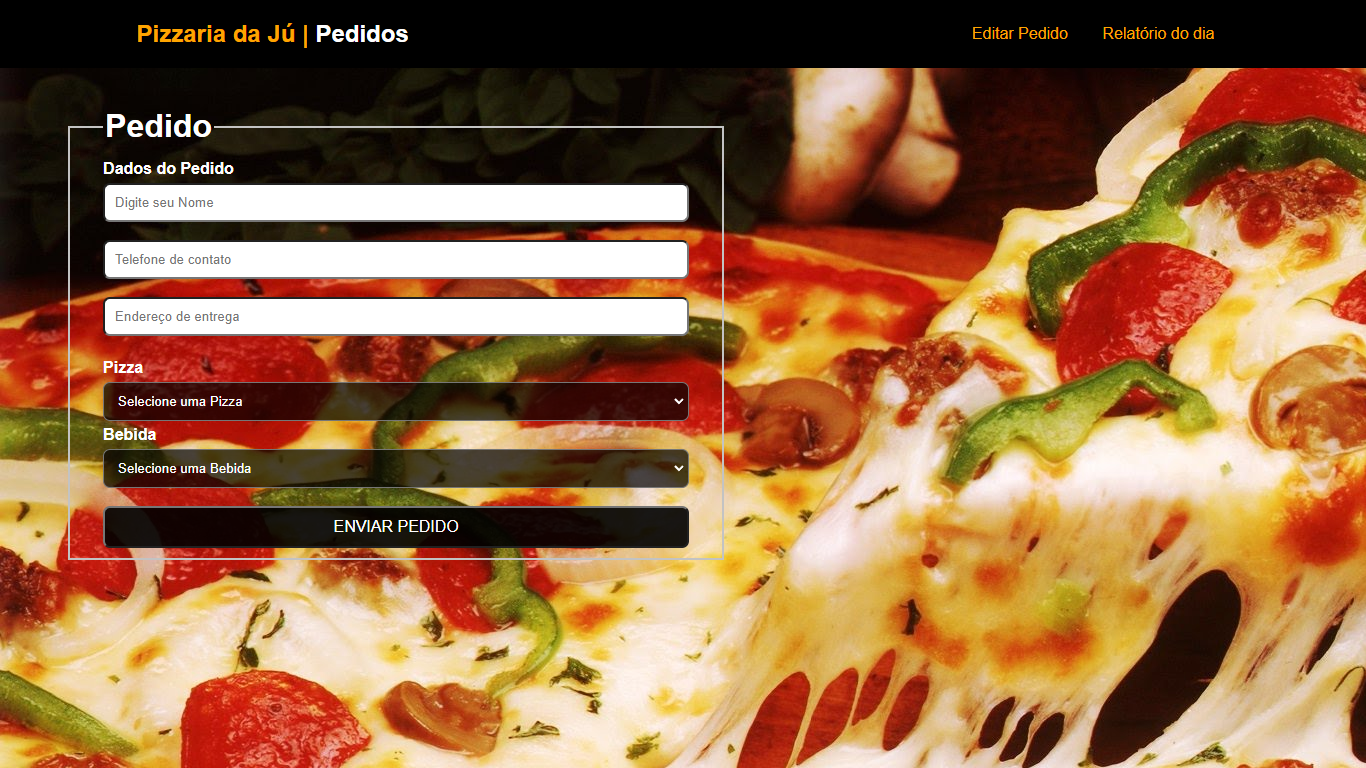 Pizzaria da Jú | Pedidos
Editar Pedido
Relatório do dia
Pedido
Dados do Pedido
Digite seu Nome
Telefone de contato
Endereço de entrega
Pizza
Selecione uma Pizza
Bebida
Selecione uma Bebida
ENVIAR PEDIDO